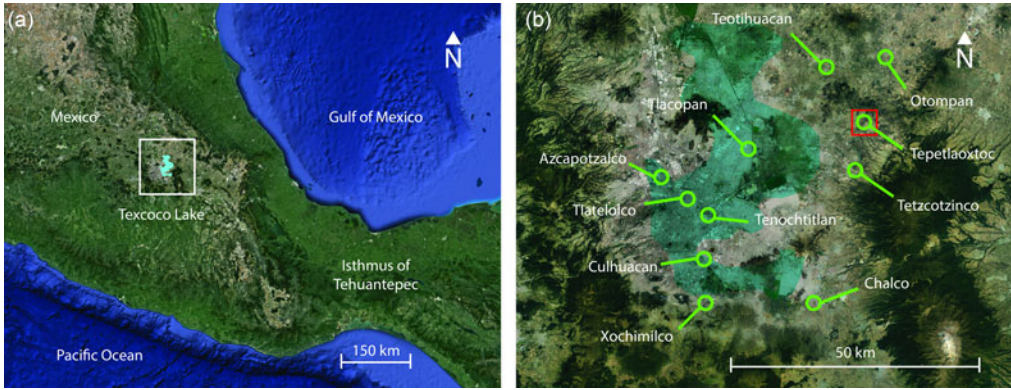 (a)
N
Mexico
Gulf of Mexico
Texcoco Lake
Isthmus of
Tehuantepec
Pacific Ocean
150 km
(b)
Teotihuacan
N
Otompan
Tlacopan
Tepetlaoxtoc
Azcapotzalco
Tlatelolco
Tetzcotzinco
Tenochtitlan
Culhuacan
Chalco
Xochimilco
50 km